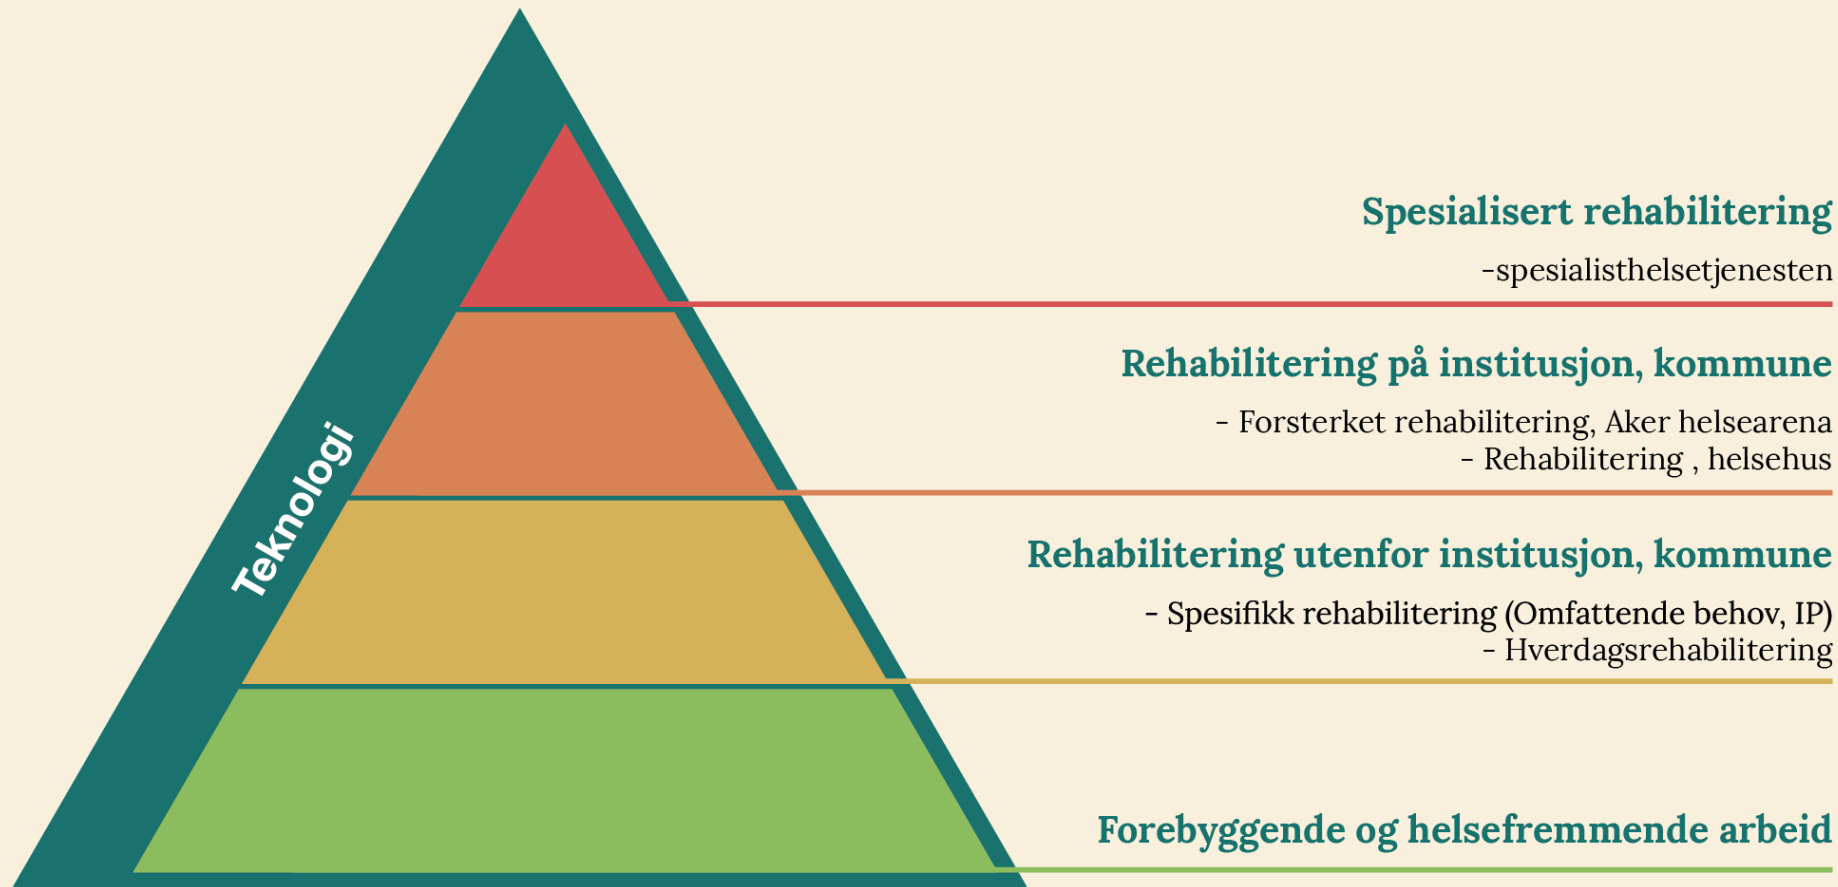 Spesialisert rehabilitering
-spesialisthelsetjenesten
Rehabilitering på institusjon, kommune
- Forsterket rehabilitering, Aker helsearena
- Rehabilitering , helsehus
Teknologi
Rehabilitering utenfor institusjon, kommune
- Spesifikk rehabilitering (Omfattende behov, IP)
- Hverdagsrehabilitering
Forebyggende og helsefremmende arbeid